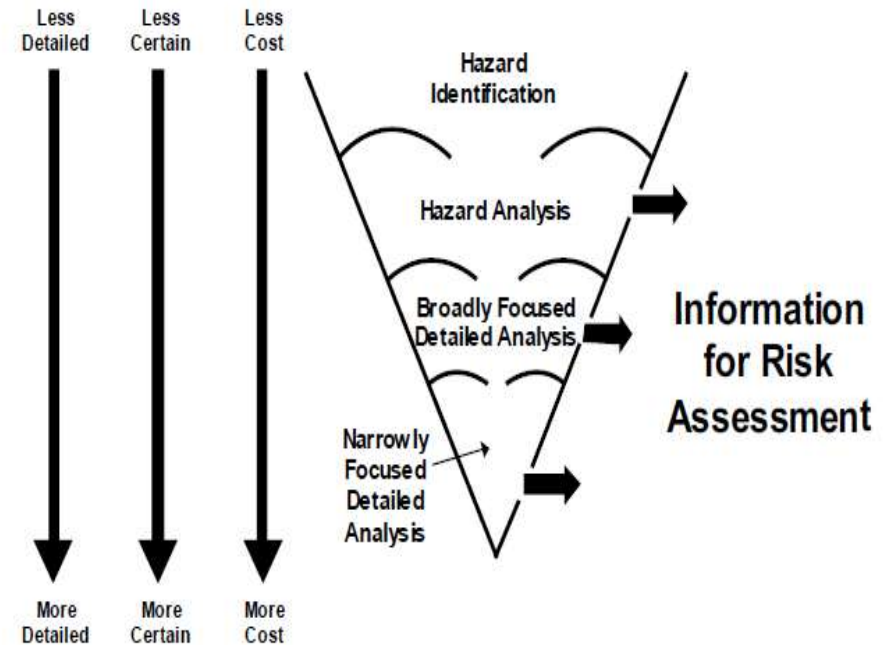 Less
Detailed
Less
Certain
Less
Cost
Hazard
Identification
Hazard Analysis
Broadly Focused
Detailed Analysis
Information
for Risk
Assessment
Narrowly
Focused
Detailed
Analysis
More
Detailed
More
Certain
More
Cost